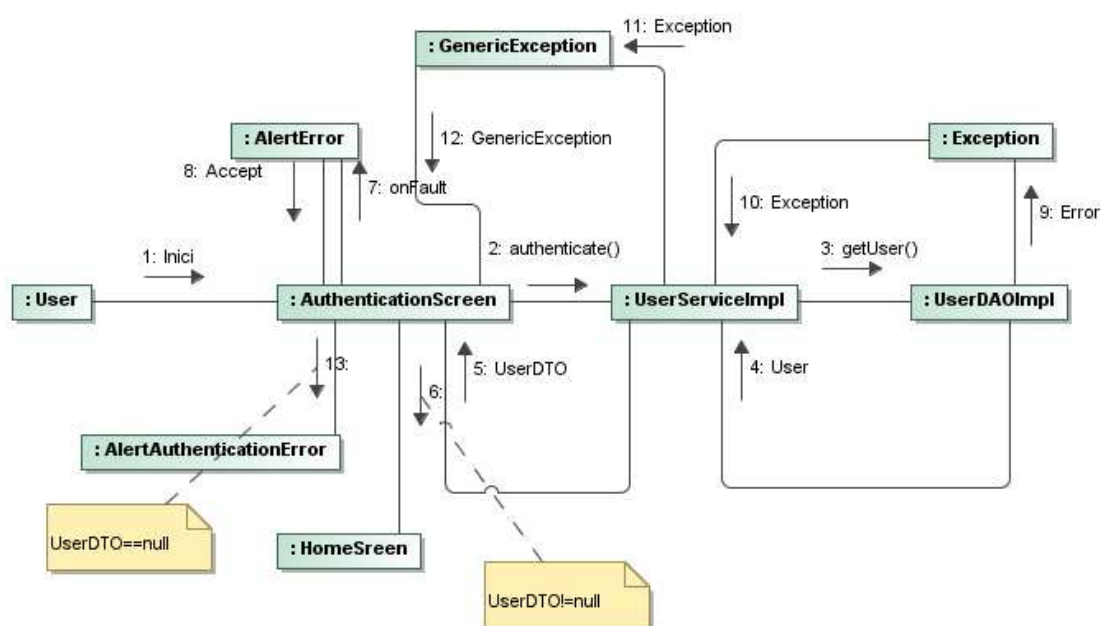 11: Exception
: GenericException
12: GenericException
: AlertError
: Exception
8: Accept
7: onFault
10: Exception
9: Error
1: Inici
2: authenticate()
3: getUser()
: User
: AuthenticationScreen
: UserServiceImpl
: UserDAOImpl
13:
6:
5: UserDTO
4: User
: AlertAuthenticationError
UserDTO==null
: HomeSreen
UserDTO!=null